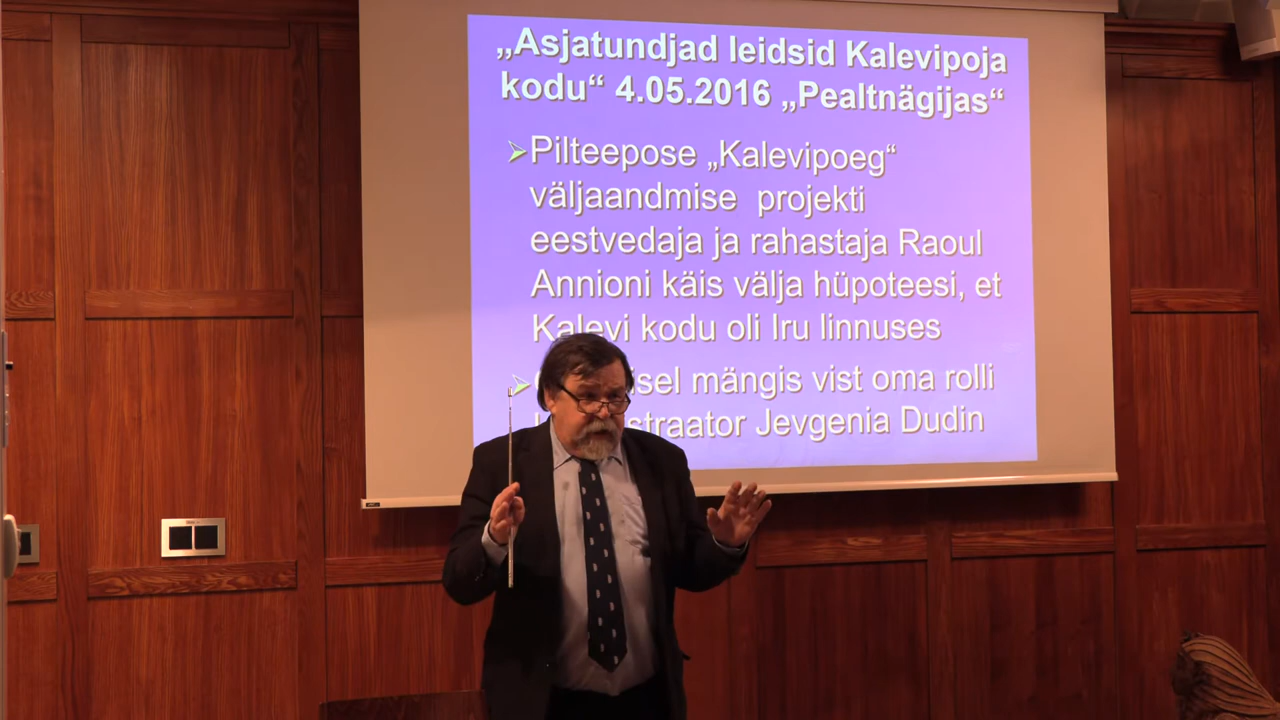 „Asjatundjad leidsid Kalevipoja
kodu“ 4.05.2016 „Pealtnägijas“
Pilteepose „Kalevipoeg“
väljaandmise projekti
eestvedaja ja rahastaja Raoul
Annioni käis välja hüpoteesi, et
Kalevi kodu oli Iru linnuses
mängis vist oma rolli
Jevgenia Dudin